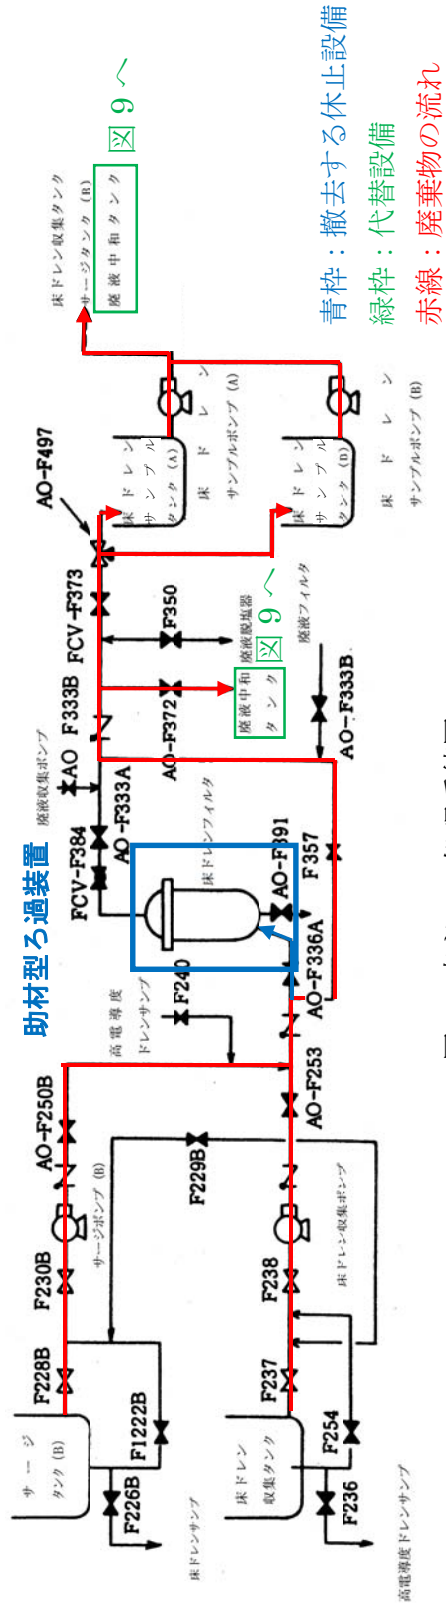 助材型ろ過装置
サージ
タンク (B)
F226B
F1222B
F228B
F230B
AO-F250B
サージポンプ (B)
床ドレンサンプ
F229B
高電導度
ドレンサンプ
F240
床ドレン
収集タンク
F236
F254
F237
F238
床ドレン収集ポンプ
高電導度ドレンサンプ
AO-F253
AO-F336A
AO-F391
床ドレンフィルタ
FCV-F384
AO-F333A
廃液収集ポンプ
AO
F333B
F357
AO-F333B
廃液フィルタ
AO-F372
廃液中和
タンク
図 9 へ
F350
廃液脱塩器
FCV-F373
AO-F497
床ドレン
サンプル
タンク (A)
床ドレン
サンプルポンプ (A)
床ドレン
サンプル
タンク (B)
床ドレン
サンプルポンプ (B)
床ドレン収集タンク
サージタンク (B)
廃液中和タンク
図 9 へ
青枠：撤去する休止設備
緑枠：代替設備
赤線：廃棄物の流れ